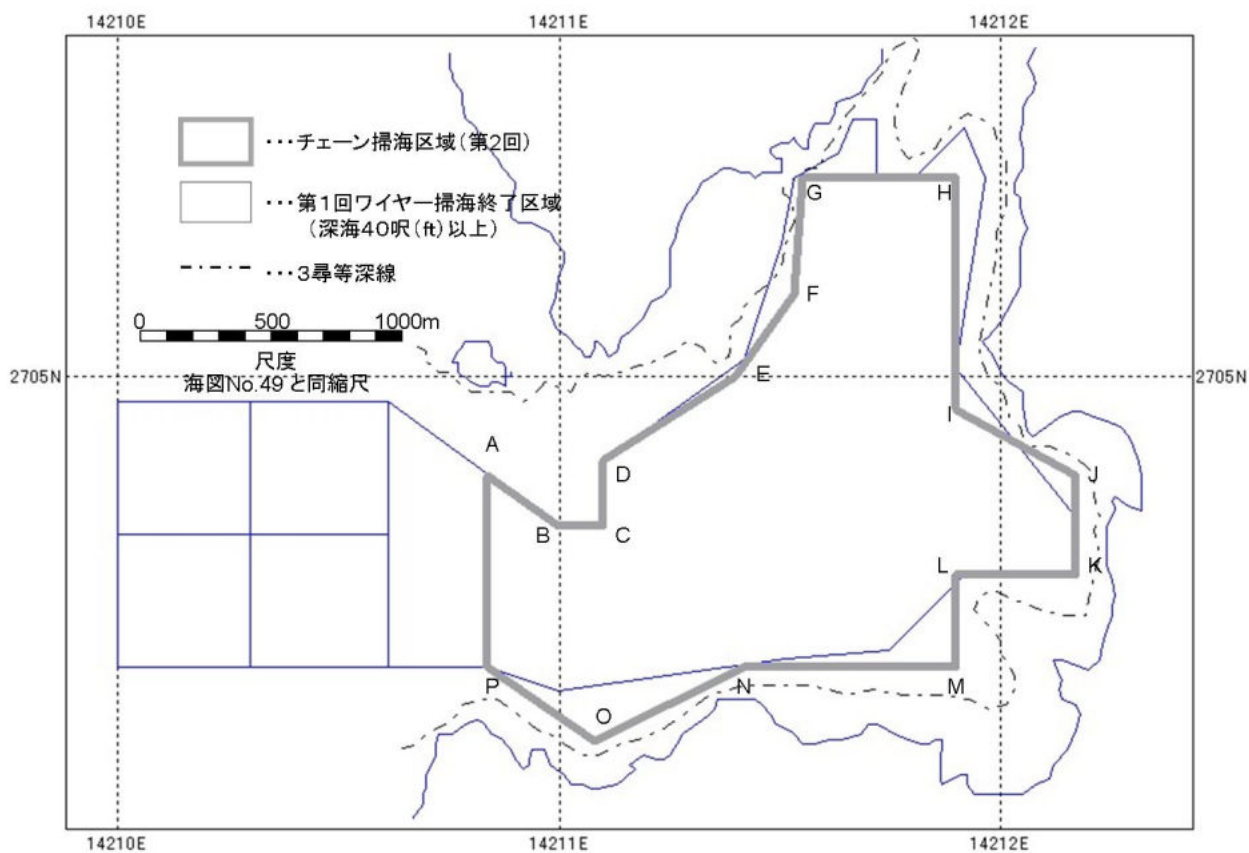 14210E
14211E
14212E
・・・チェーン掃海区域(第2回)
・・・第1回ワイヤー掃海終了区域
(深海40呎(ft)以上)
・・・3尋等深線
0 500 1000m
尺度
海図No.49 と同縮尺
2705N
2705N
G
H
F
E
I
A
D
J
B
C
L
K
P
N
M
O
14210E
14211E
14212E